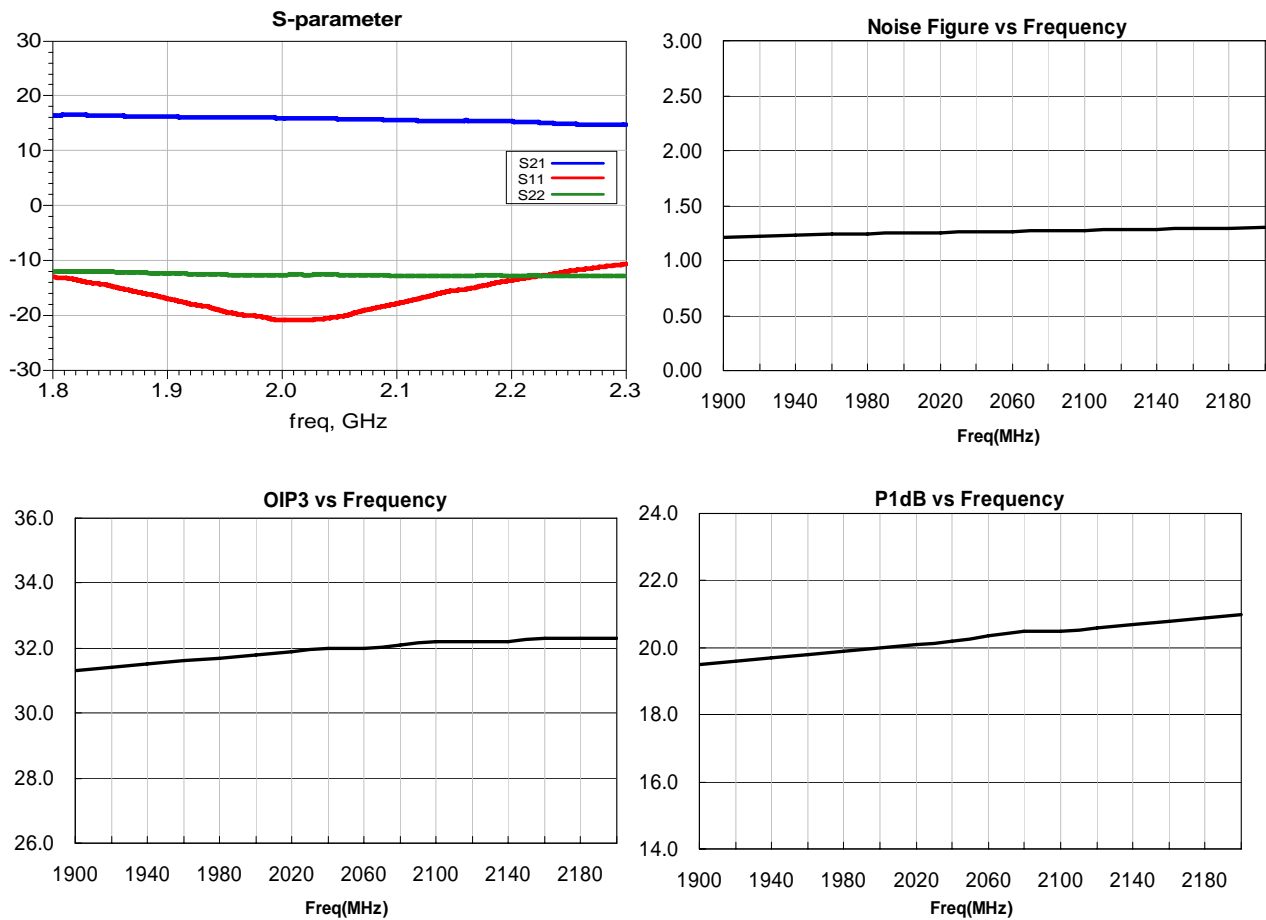 S-parameter
30
20
10
0
-10
-20
-30
1.8 1.9 2.0 2.1 2.2 2.3
freq, GHz
S21
S11
S22
Noise Figure vs Frequency
3.00
2.50
2.00
1.50
1.00
0.50
0.00
1900 1940 1980 2020 2060 2100 2140 2180
Freq(MHz)
OIP3 vs Frequency
36.0
34.0
32.0
30.0
28.0
26.0
1900 1940 1980 2020 2060 2100 2140 2180
Freq(MHz)
P1dB vs Frequency
24.0
22.0
20.0
18.0
16.0
14.0
1900 1940 1980 2020 2060 2100 2140 2180
Freq(MHz)